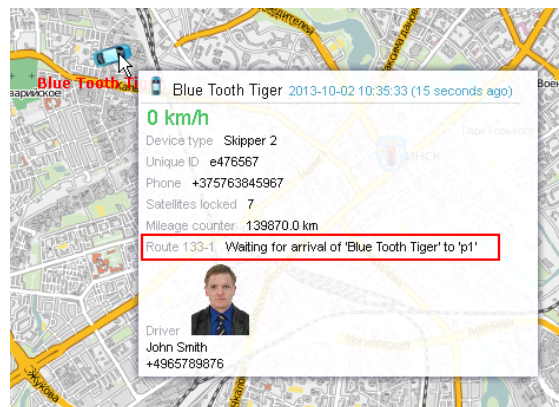 Blue Tooth Ti
Blue Tooth Tiger 2013-10-02 10:35:33 (15 seconds ago)
0 km/h
Device type Skipper 2
Unique ID e476567
Phone +375763845967
Satellites locked 7
Mileage counter 139870.0 km
Route 133-1 Waiting for arrival of 'Blue Tooth Tiger' to 'p1'
Driver
John Smith
+4965789876